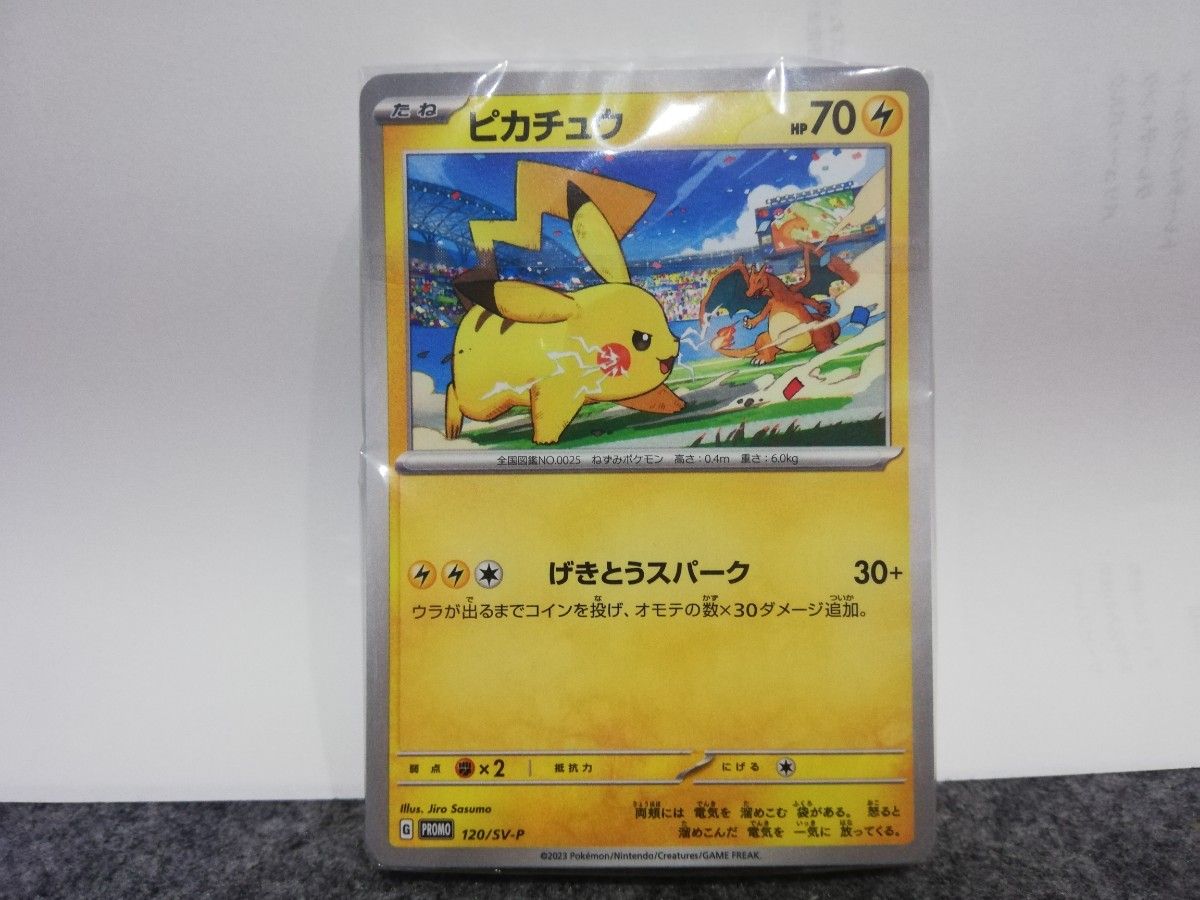 たね
ピカチュウ
HP 70
全国図鑑NO.0025 ねずみポケモン 高さ:0.4m 重さ:6.0kg
げきとうスパーク 30+
ウラが出るまでコインを投げ、オモテの数×30ダメージ追加。
弱点 ×2 抵抗力 にげる
Illus. Jiro Sasumo
両頬には 電気を 溜めこむ 袋がある。 怒ると
溜めこんだ 電気を 一気に 放ってくる。
G PROMO 120/SV-P
©2023 Pokémon/Nintendo/Creatures/GAME FREAK.